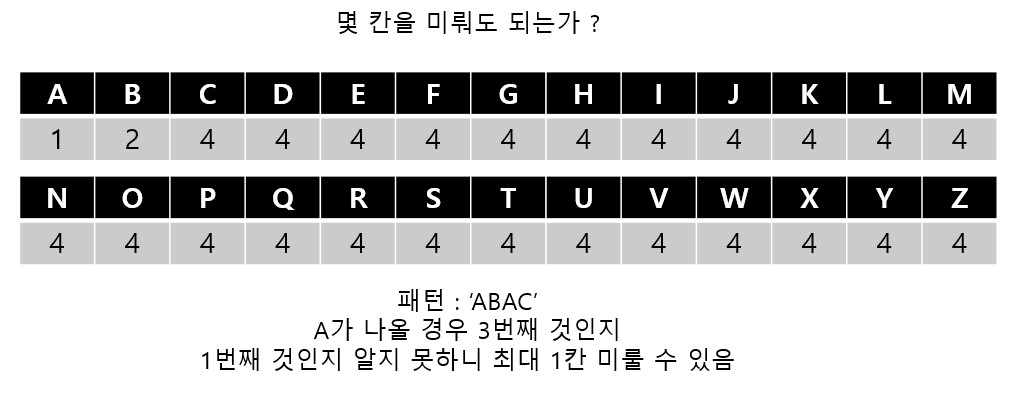 몇 칸을 미뤄도 되는가 ?
A B C D E F G H I J K L M
1 2 4 4 4 4 4 4 4 4 4 4 4
N O P Q R S T U V W X Y Z
4 4 4 4 4 4 4 4 4 4 4 4 4
패턴 : ‘ABAC’
A가 나올 경우 3번째 것인지
1번째 것인지 알지 못하니 최대 1칸 미룰 수 있음